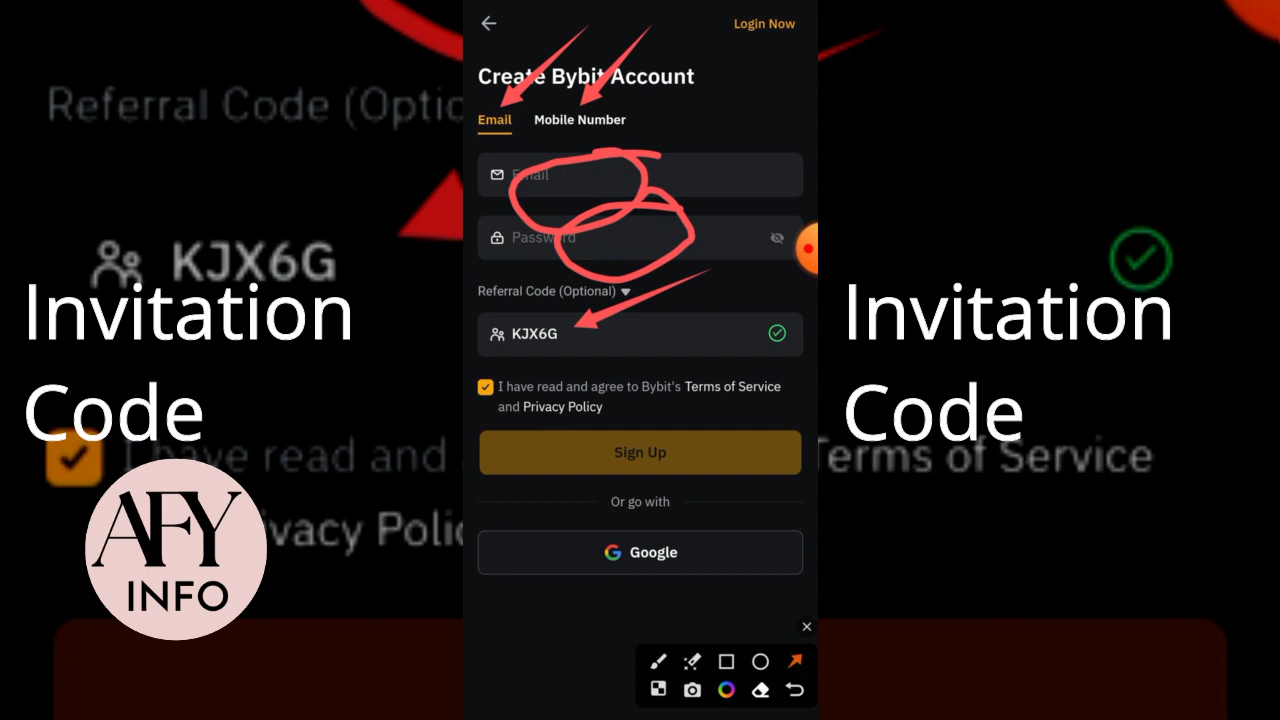 Login Now
Create Bybit Account
Email
Mobile Number
Email
Password
Referral Code (Optional)
KJX6G
I have read and agree to Bybit's Terms of Service
and Privacy Policy
Sign Up
Or go with
Google
Referral Code (Optio
KJX6G
Invitation
Code
I have read and
ivacy Polic
AFY
INFO
Invitation
Code
Terms of Service